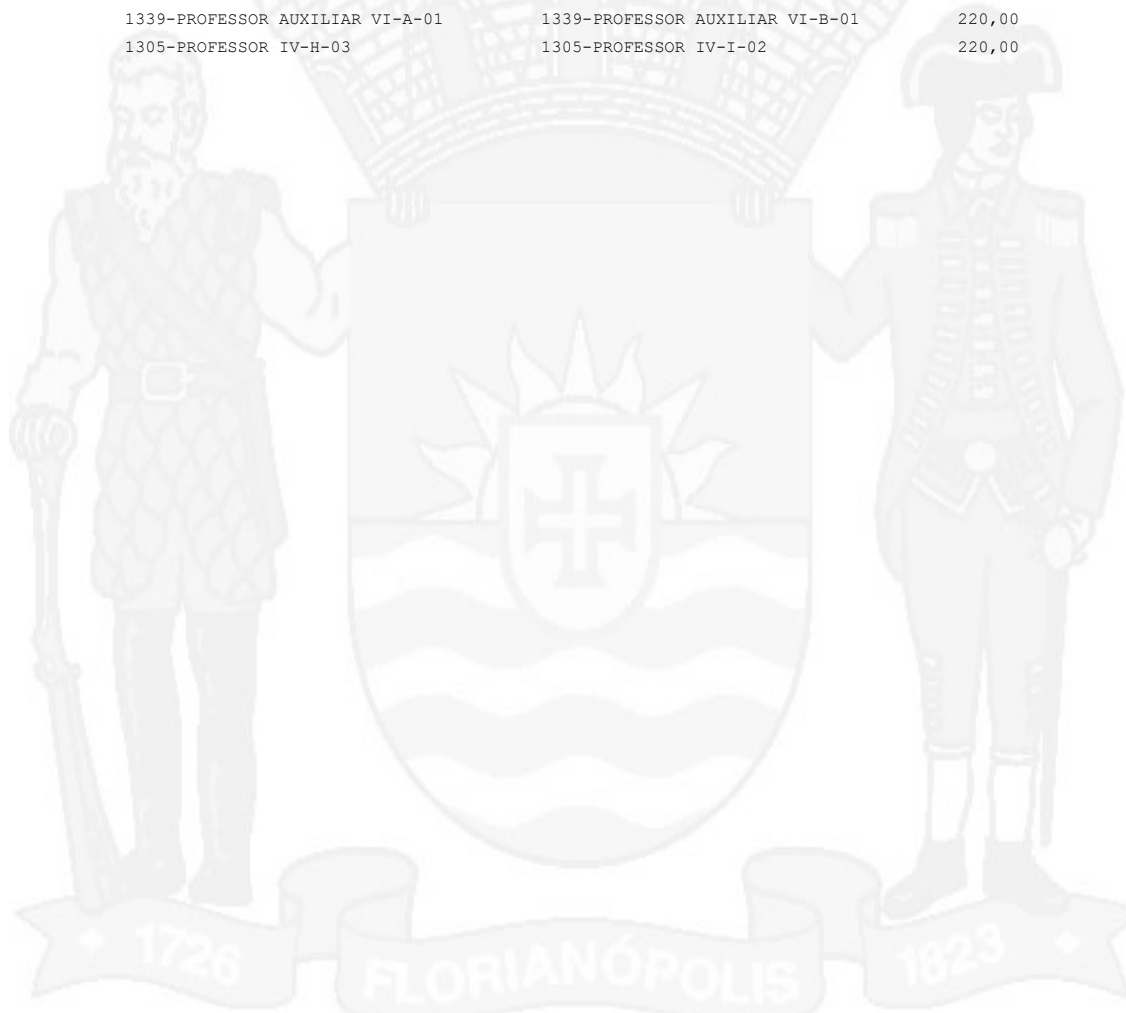 1339-PROFESSOR AUXILIAR VI-A-01 1339-PROFESSOR AUXILIAR VI-B-01 220,00
1305-PROFESSOR IV-H-03 1305-PROFESSOR IV-I-02 220,00
1726 FLORIANÓPOLIS 1823